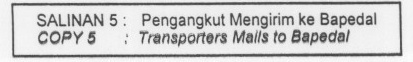 SALINAN 5 : Pengangkut Mengirim ke Bapedal
COPY 5 : Transporters Mails to Bapedal